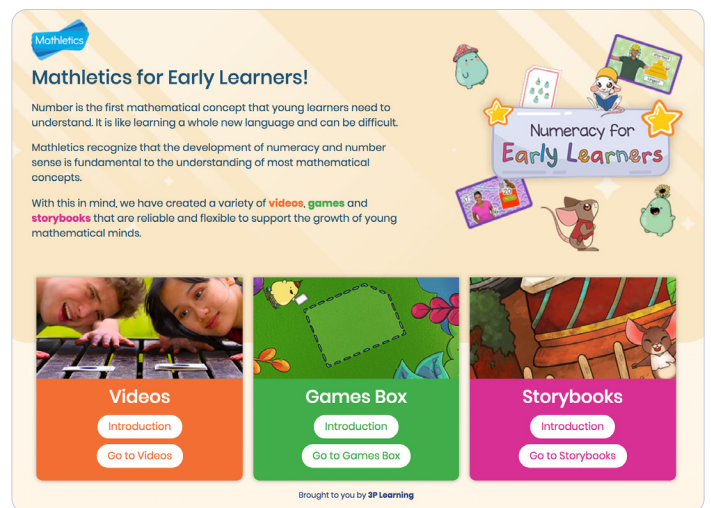 Mathletics
Mathletics for Early Learners!
Number is the first mathematical concept that young learners need to
understand. It is like learning a whole new language and can be difficult.
Mathletics recognize that the development of numeracy and number
sense is fundamental to the understanding of most mathematical
concepts.
With this in mind, we have created a variety of videos, games and
storybooks that are reliable and flexible to support the growth of young
mathematical minds.
Numeracy for
Early Learners
Videos
Introduction
Go to Videos
Games Box
Introduction
Go to Games Box
Storybooks
Introduction
Go to Storybooks
Brought to you by 3P Learning